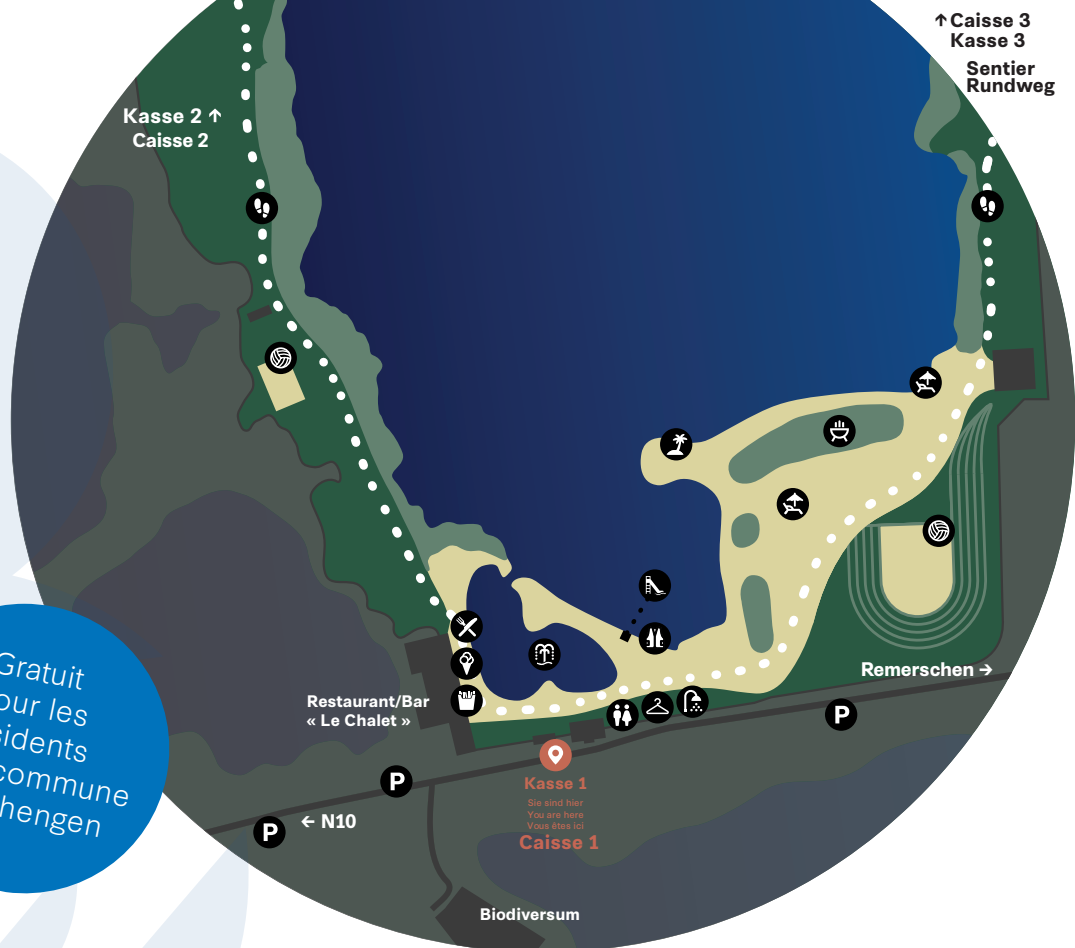 ↑ Caisse 3
Kasse 3
Sentier
Rundweg
Kasse 2 ↑
Caisse 2
Remerschen →
Restaurant/Bar
« Le Chalet »
P
P
P
← N10
Kasse 1
Sie sind hier
You are here
Vous êtes ici
Caisse 1
Biodiversum
Gratuit
our les
sidents
commune
hengen